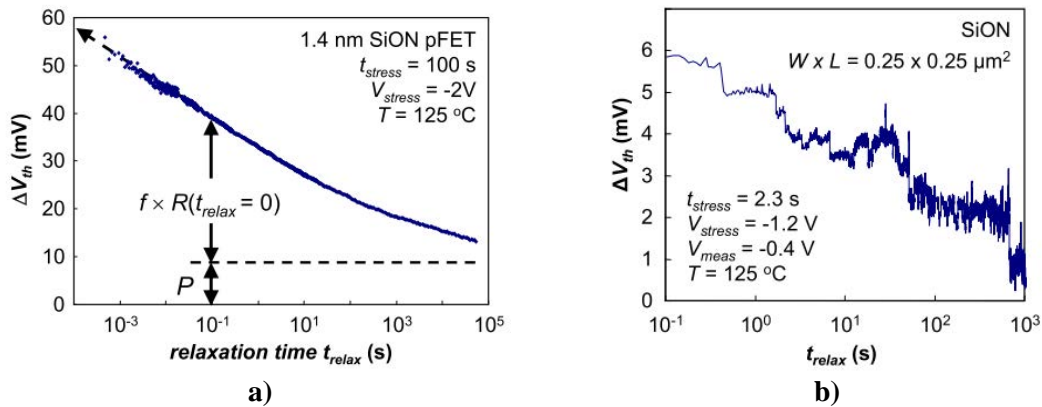 60
50
40
30
20
10
0
ΔVth (mV)
1.4 nm SiON pFET
tstress = 100 s
Vstress = -2V
T = 125 °C
f × R(trelax = 0)
P
10-3 10-1 101 103 105
relaxation time trelax (s)
a)
6
5
4
3
2
1
0
ΔVth (mV)
SiON
W x L = 0.25 x 0.25 µm2
tstress = 2.3 s
Vstress = -1.2 V
Vmeas = -0.4 V
T = 125 °C
10-1 100 101 102 103
trelax (s)
b)